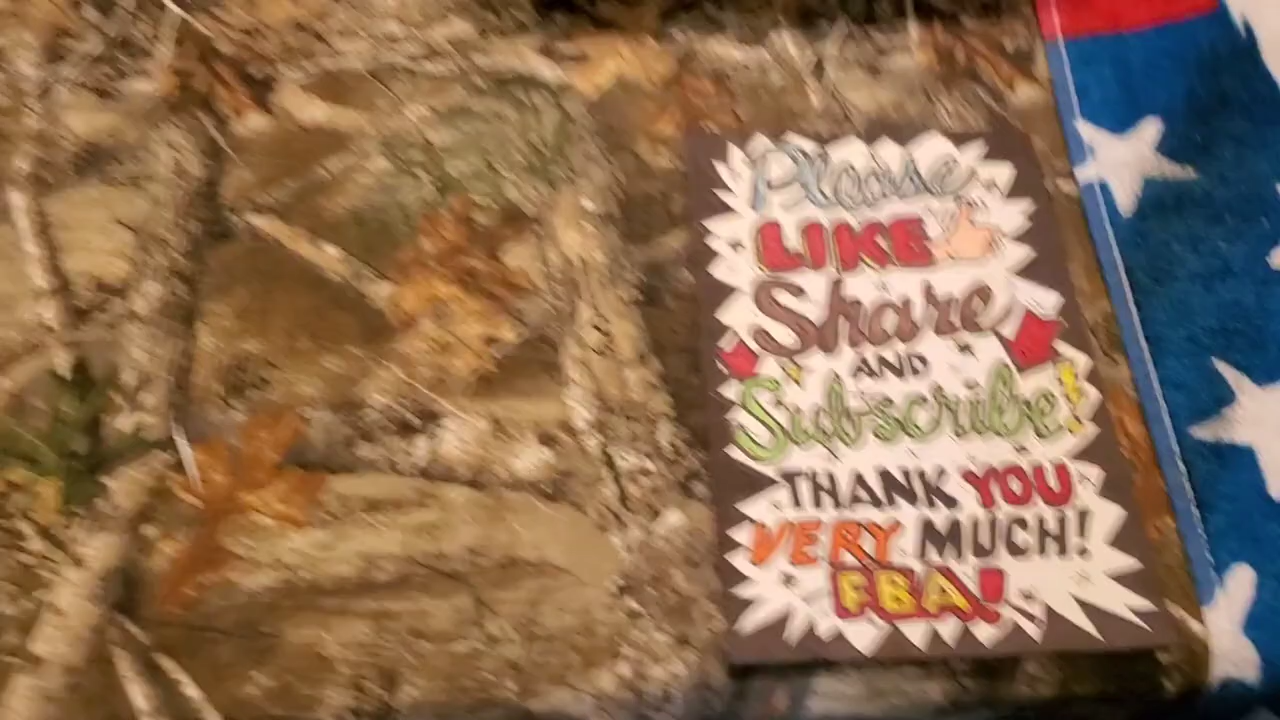 Please
LIKE
Share
AND
Subscribe!
THANK YOU
VERY MUCH!
FBA!